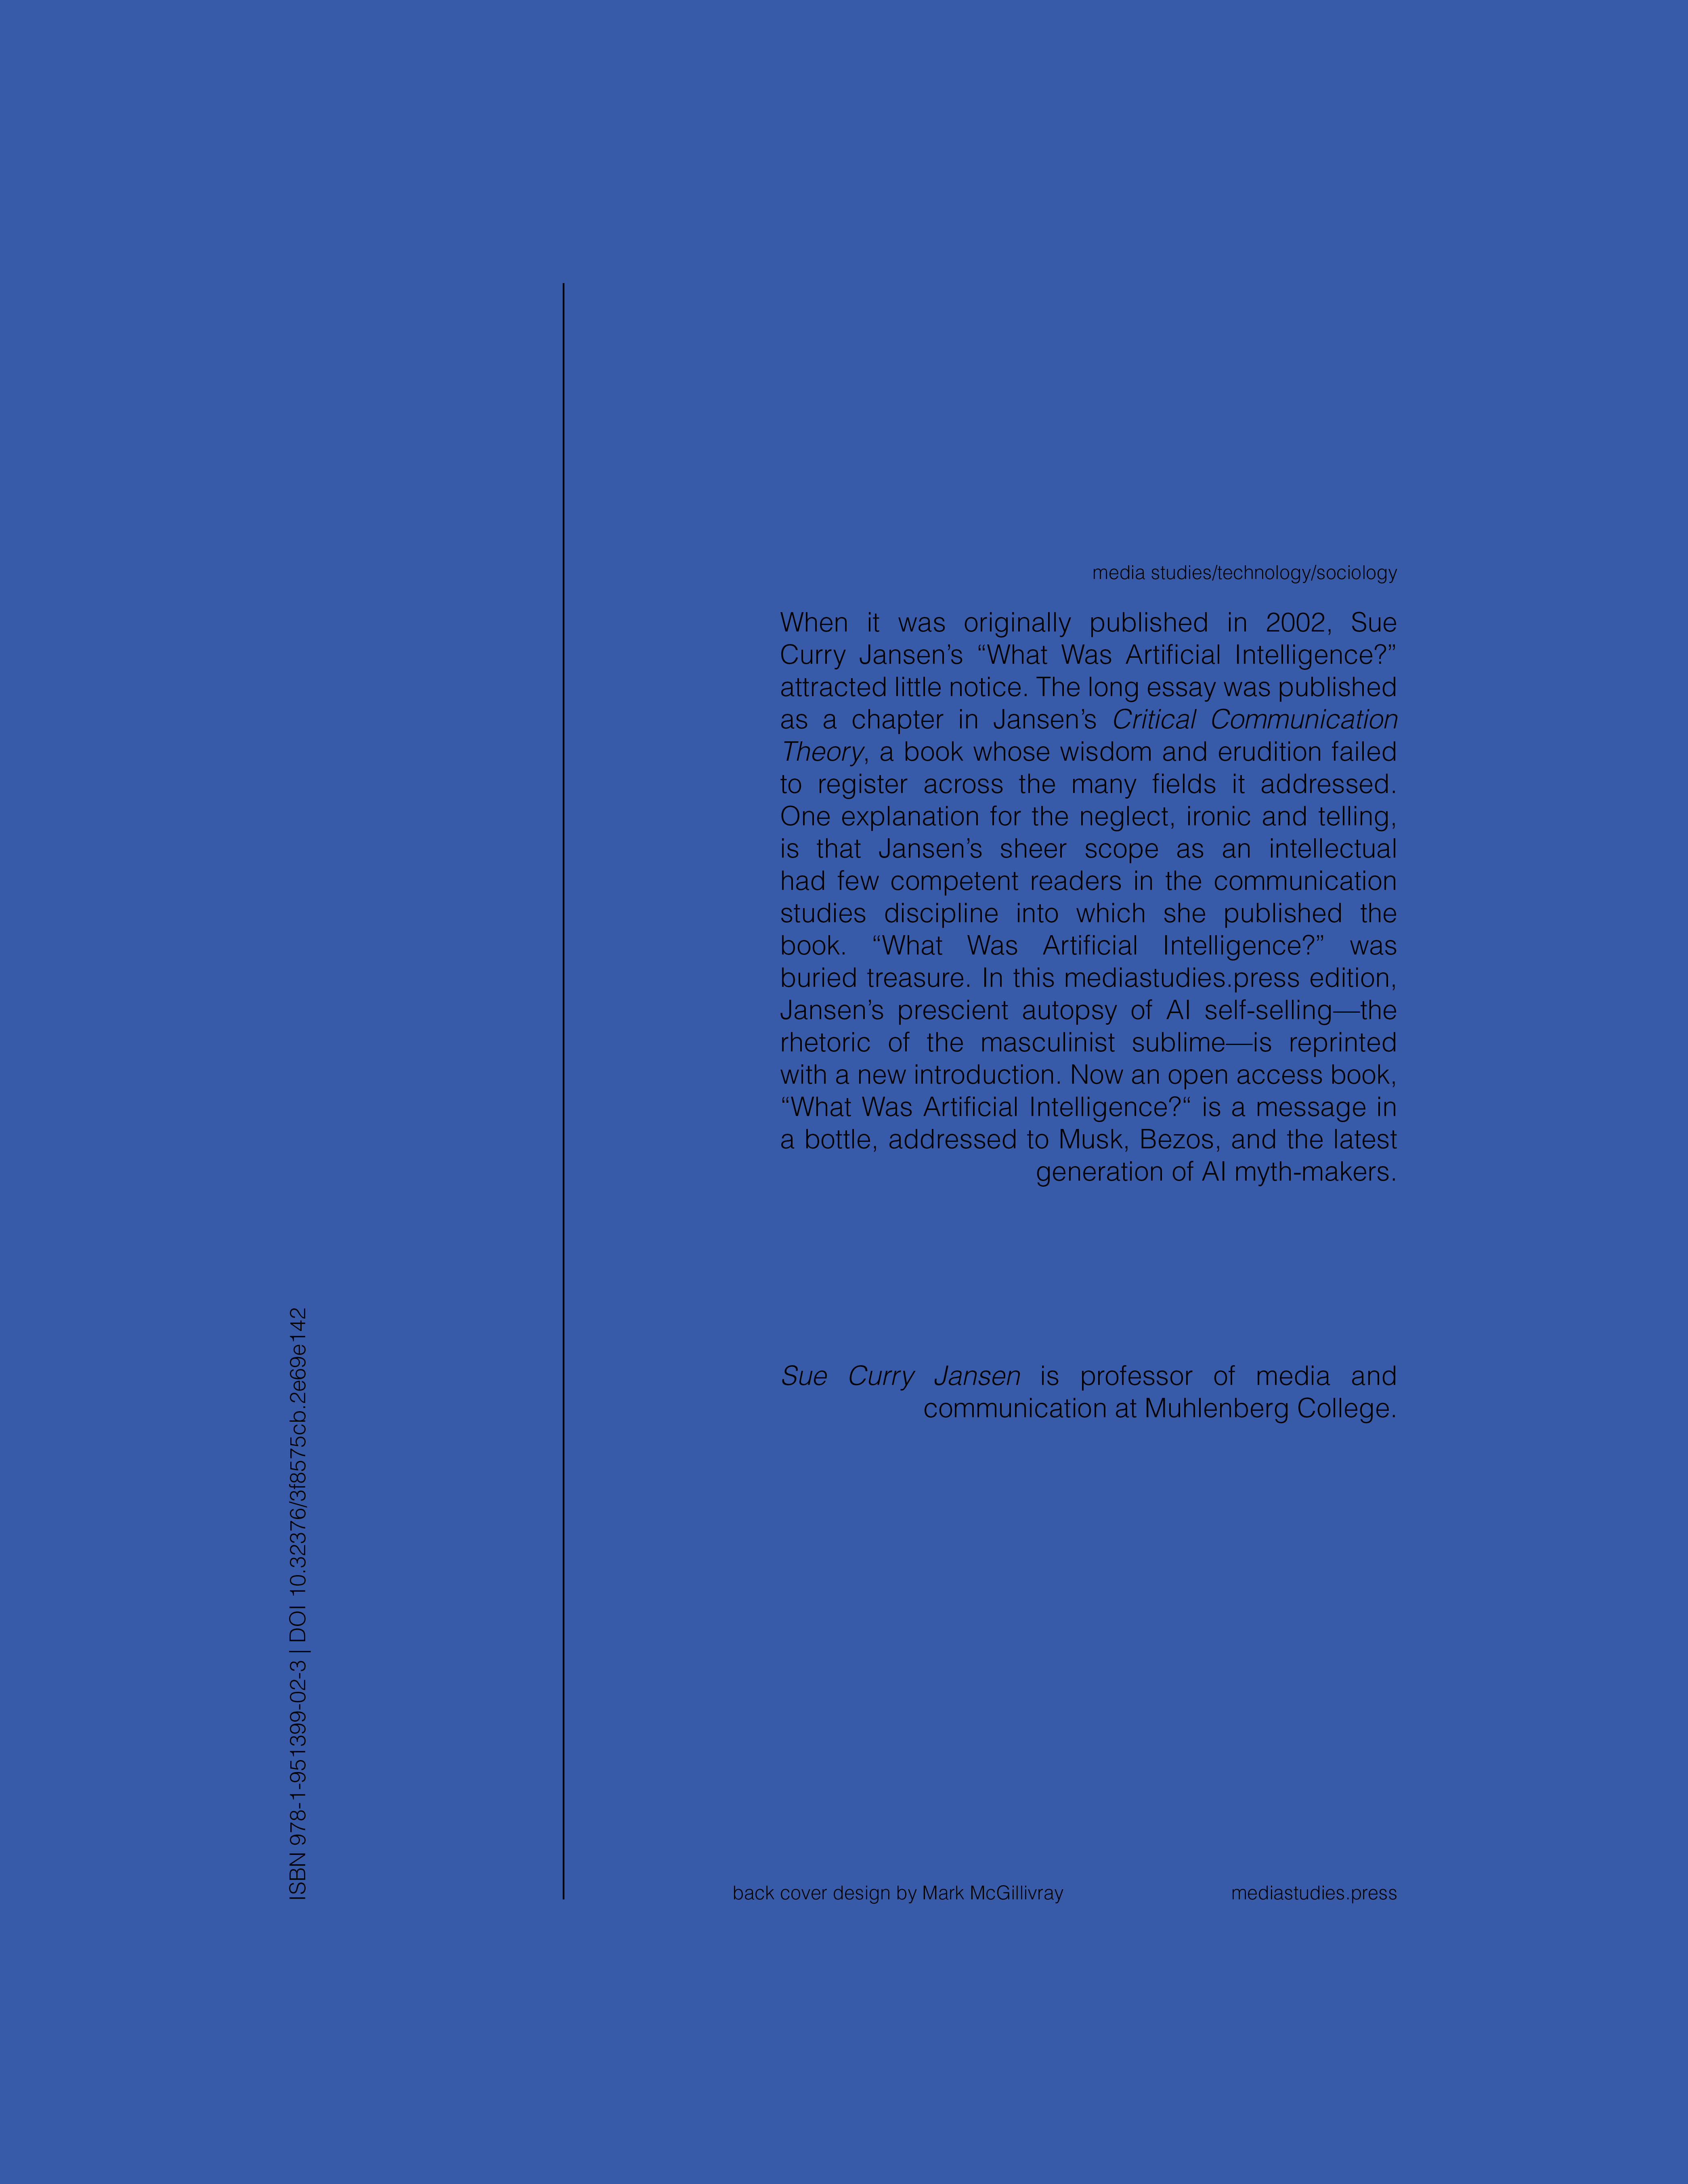 media studies/technology/sociology
When it was originally published in 2002, Sue
Curry Jansen’s “What Was Artificial Intelligence?”
attracted little notice. The long essay was published
as a chapter in Jansen’s Critical Communication
Theory, a book whose wisdom and erudition failed
to register across the many fields it addressed.
One explanation for the neglect, ironic and telling,
is that Jansen’s sheer scope as an intellectual
had few competent readers in the communication
studies discipline into which she published the
book. “What Was Artificial Intelligence?” was
buried treasure. In this mediastudies.press edition,
Jansen’s prescient autopsy of AI self-selling—the
rhetoric of the masculinist sublime—is reprinted
with a new introduction. Now an open access book,
“What Was Artificial Intelligence?“ is a message in
a bottle, addressed to Musk, Bezos, and the latest
generation of AI myth-makers.
Sue Curry Jansen is professor of media and
communication at Muhlenberg College.
ISBN 978-1-951399-02-3 | DOI 10.32376/3f8575cb.2e69e142
back cover design by Mark McGillivray
mediastudies.press